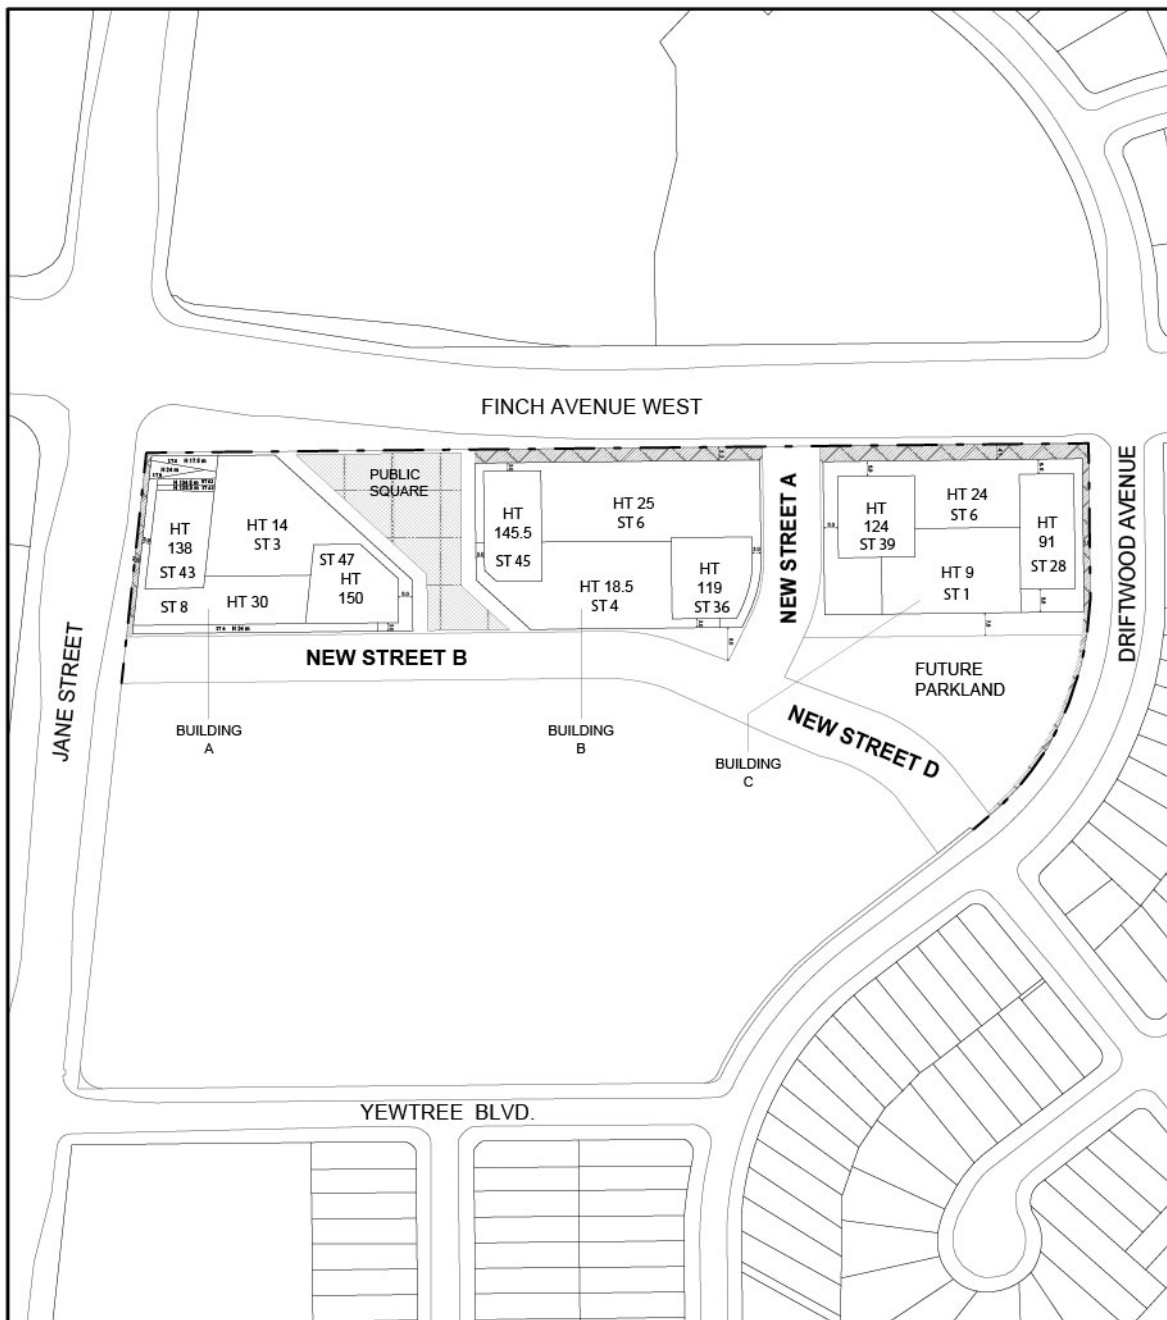 FINCH AVENUE WEST
PUBLIC
SQUARE
HT
138
ST 43
HT 14
ST 3
ST 47
HT
150
ST 8
HT 30
HT
145.5
ST 45
HT 25
ST 6
HT 18.5
ST 4
HT
119
ST 36
NEW STREET A
HT
124
ST 39
HT 24
ST 6
HT
91
ST 28
HT 9
ST 1
DRIFTWOOD AVENUE
JANE STREET
NEW STREET B
FUTURE
PARKLAND
NEW STREET D
BUILDING
A
BUILDING
B
BUILDING
C
YEWTREE BLVD.